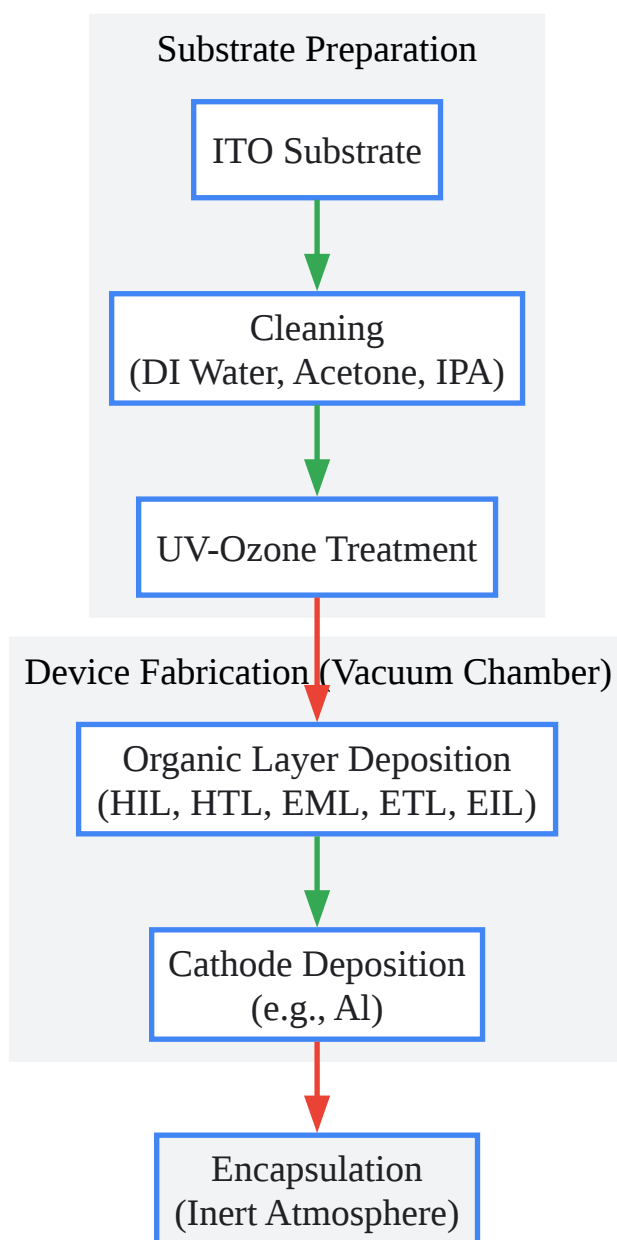 Substrate Preparation
ITO Substrate
Cleaning
(DI Water, Acetone, IPA)
UV-Ozone Treatment
Device Fabrication (Vacuum Chamber)
Organic Layer Deposition
(HIL, HTL, EML, ETL, EIL)
Cathode Deposition
(e.g., Al)
Encapsulation
(Inert Atmosphere)